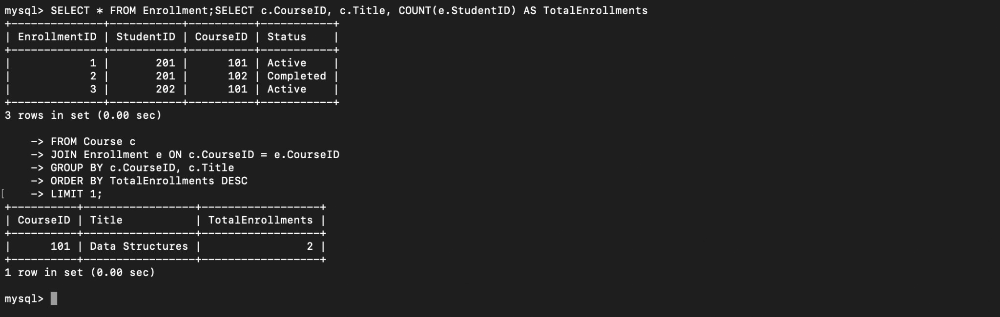 mysql> SELECT * FROM Enrollment;SELECT c.CourseID, c.Title, COUNT(e.StudentID) AS TotalEnrollments
+--------------+-----------+----------+-----------+
| EnrollmentID | StudentID | CourseID | Status    |
+--------------+-----------+----------+-----------+
|            1 |       201 |      101 | Active    |
|            2 |       201 |      102 | Completed |
|            3 |       202 |      101 | Active    |
+--------------+-----------+----------+-----------+
3 rows in set (0.00 sec)

    -> FROM Course c
    -> JOIN Enrollment e ON c.CourseID = e.CourseID
    -> GROUP BY c.CourseID, c.Title
    -> ORDER BY TotalEnrollments DESC
[    -> LIMIT 1;
+----------+-----------------+------------------+
| CourseID | Title           | TotalEnrollments |
+----------+-----------------+------------------+
|      101 | Data Structures |                2 |
+----------+-----------------+------------------+
1 row in set (0.00 sec)

mysql>